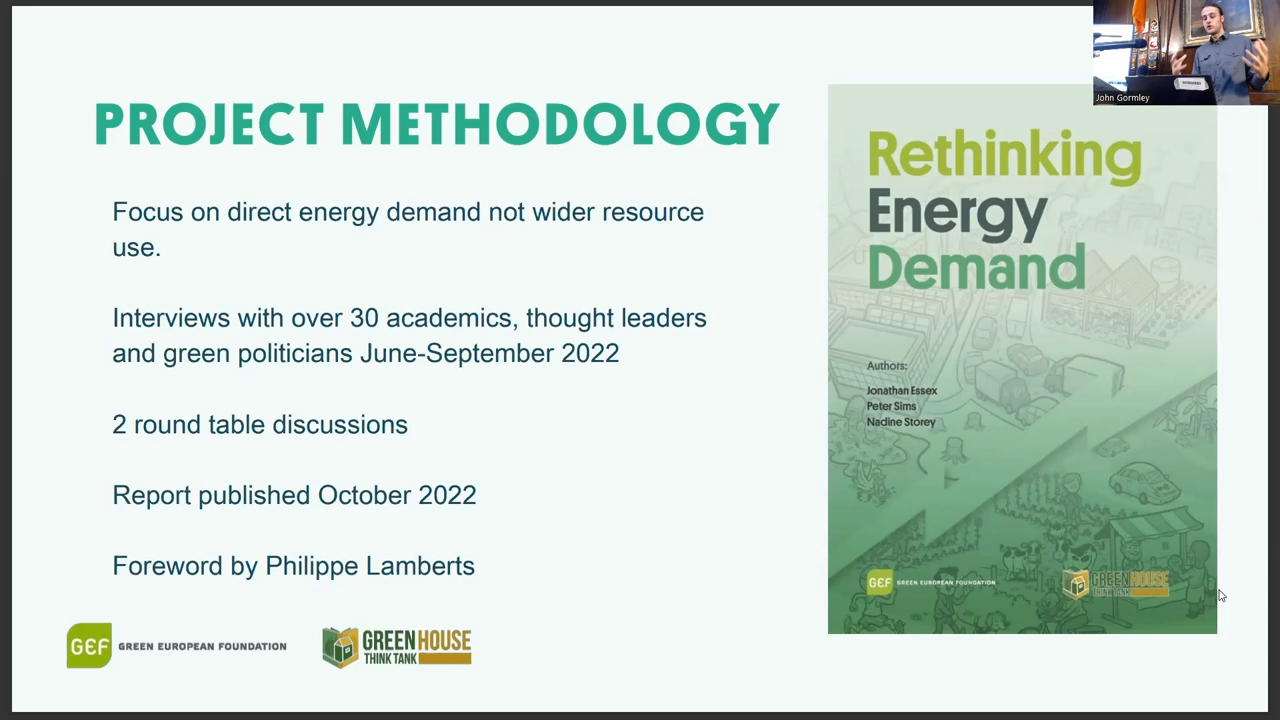 PROJECT METHODOLOGY
Focus on direct energy demand not wider resource
use.
Interviews with over 30 academics, thought leaders
and green politicians June-September 2022
2 round table discussions
Report published October 2022
Foreword by Philippe Lamberts
GEF GREEN EUROPEAN FOUNDATION
GREEN HOUSE
THINK TANK
Rethinking
Energy
Demand
Authors:
Jonathan Essex
Peter Sims
Nadine Storey
GEF GREEN EUROPEAN FOUNDATION
GREEN HOUSE
THINK TANK
John Gormley